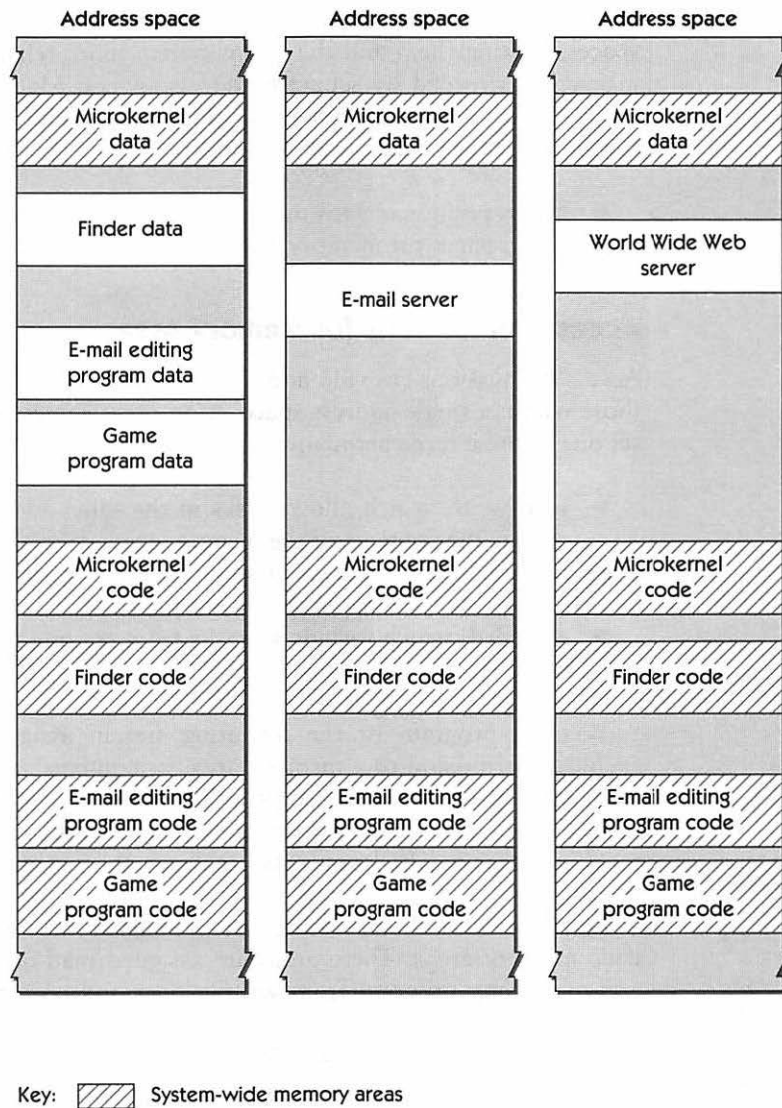 Address space
Microkernel
data
Finder data
E-mail editing
program data
Game
program data
Microkernel
code
Finder code
E-mail editing
program code
Game
program code
Address space
Microkernel
data
E-mail server
Microkernel
code
Finder code
E-mail editing
program code
Game
program code
Address space
Microkernel
data
World Wide Web
server
Microkernel
code
Finder code
E-mail editing
program code
Game
program code
Key: System-wide memory areas